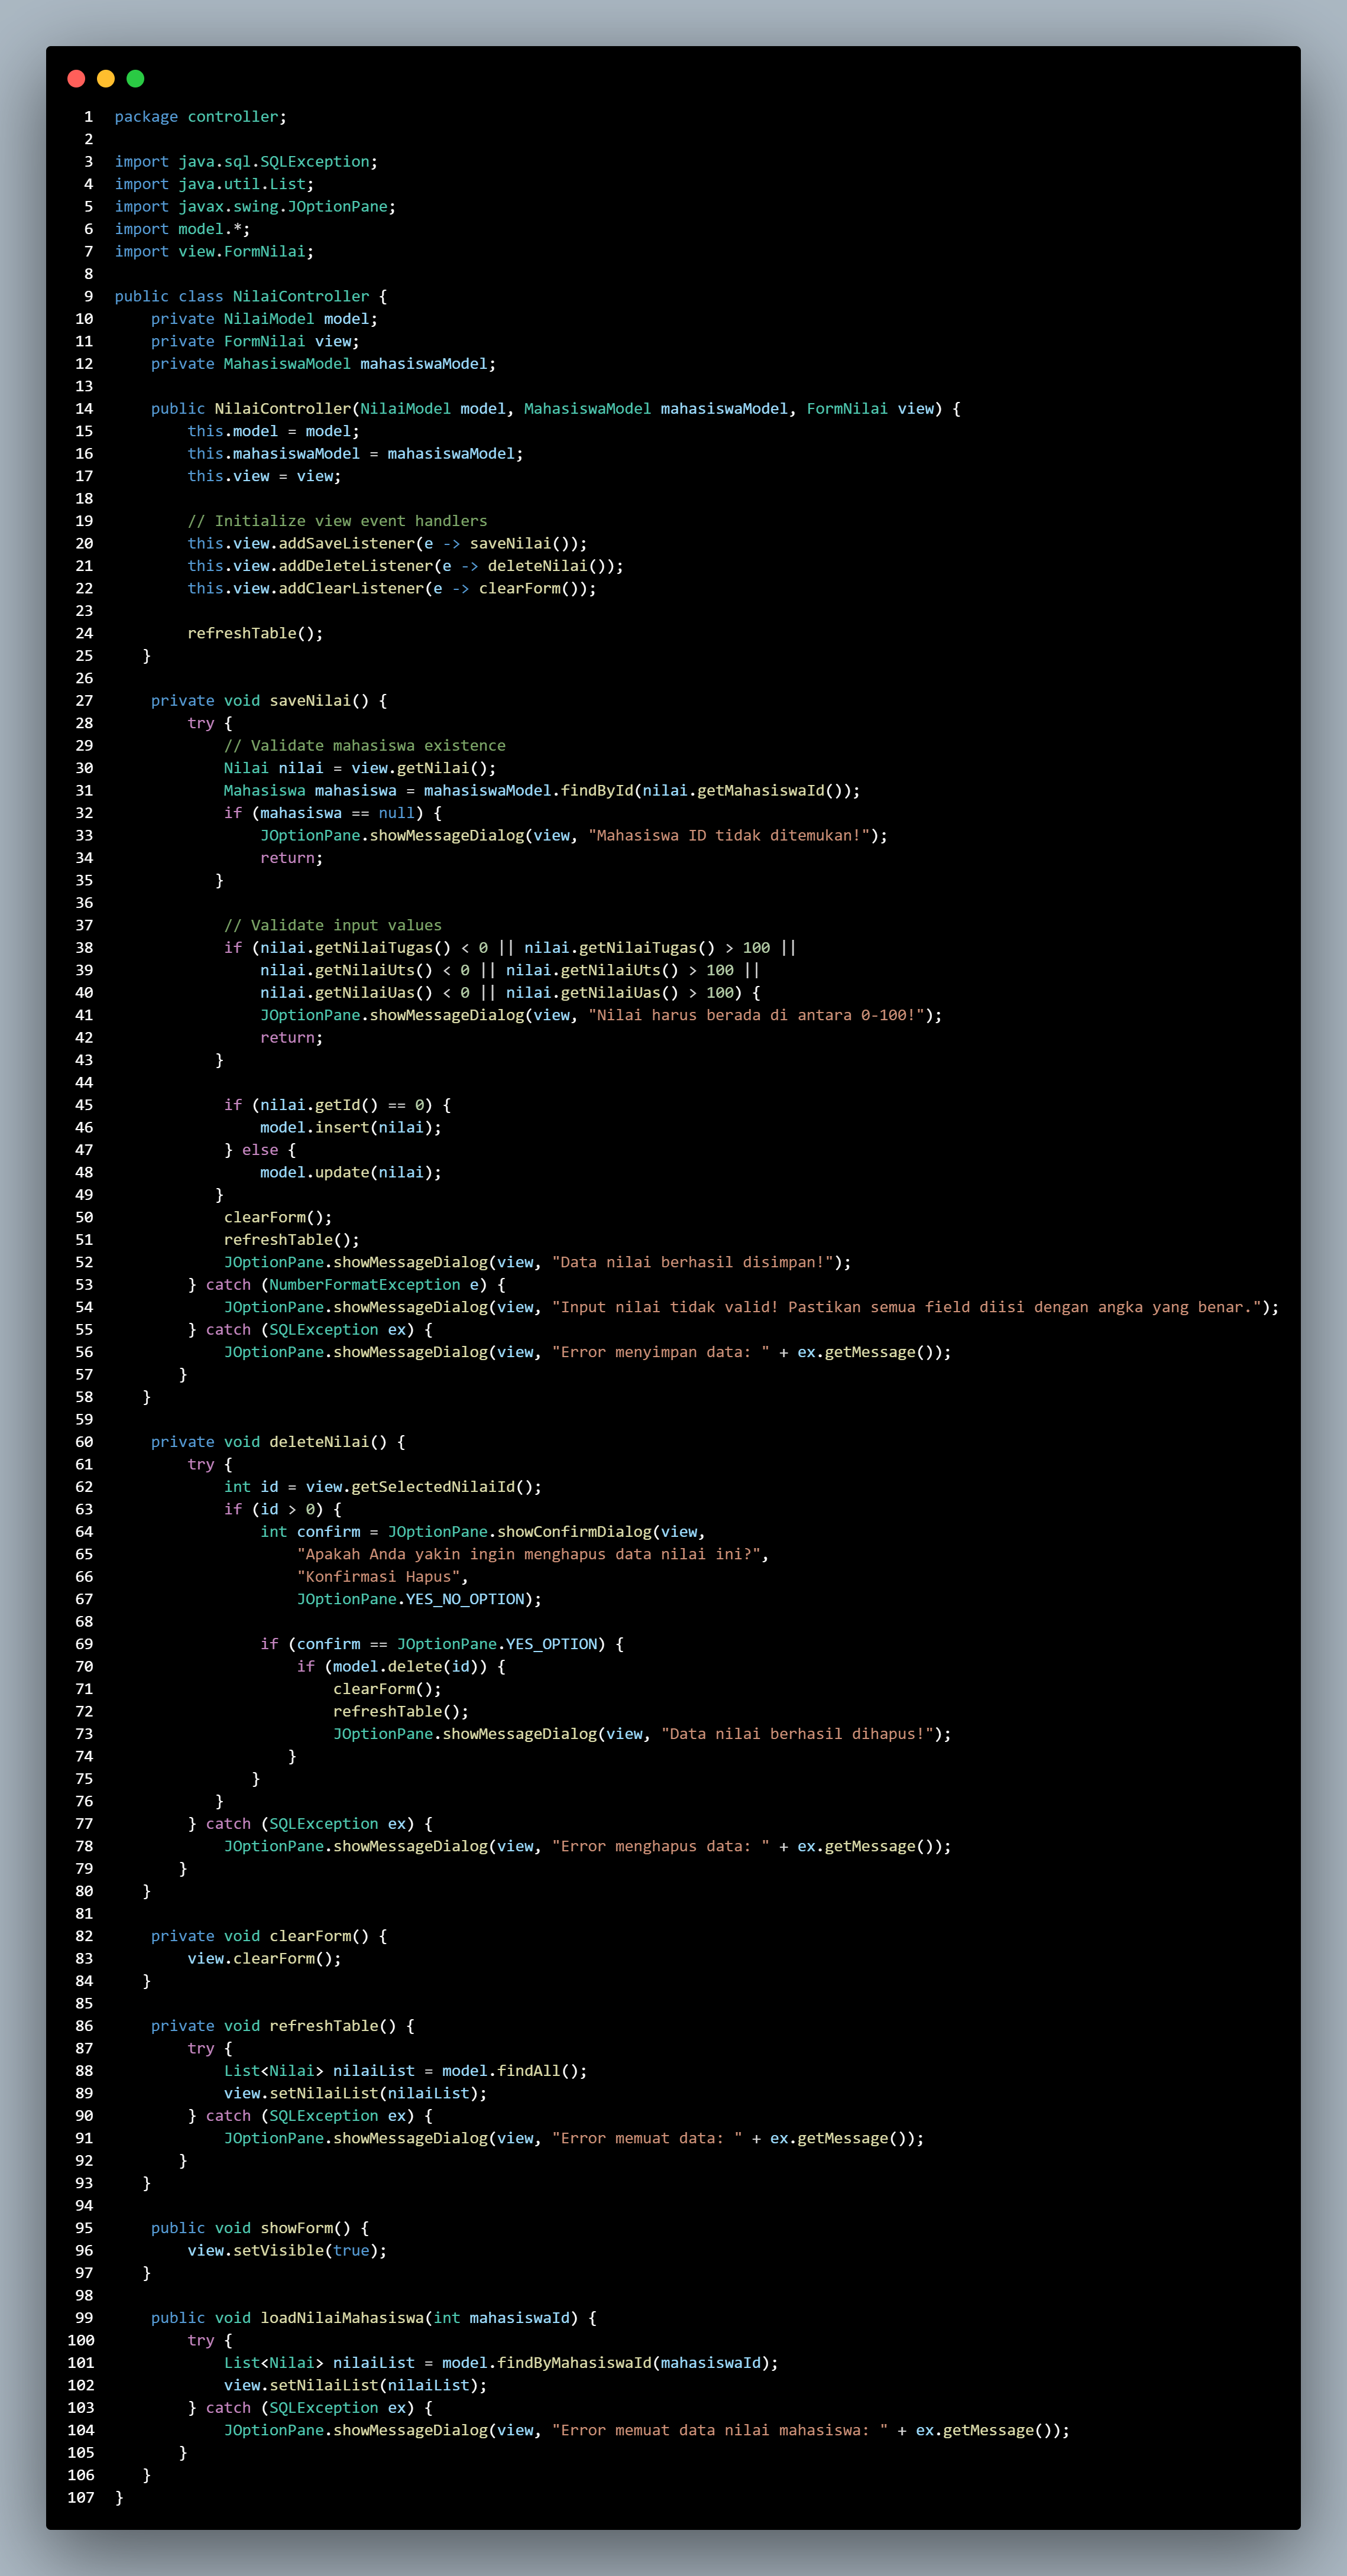 1 package controller;
2
3 import java.sql.SQLException;
4 import java.util.List;
5 import javax.swing.JOptionPane;
6 import model.*;
7 import view.FormNilai;
8
9 public class NilaiController {
10     private NilaiModel model;
11     private FormNilai view;
12     private MahasiswaModel mahasiswaModel;
13
14     public NilaiController(NilaiModel model, MahasiswaModel mahasiswaModel, FormNilai view) {
15         this.model = model;
16         this.mahasiswaModel = mahasiswaModel;
17         this.view = view;
18
19         // Initialize view event handlers
20         this.view.addSaveListener(e -> saveNilai());
21         this.view.addDeleteListener(e -> deleteNilai());
22         this.view.addClearListener(e -> clearForm());
23
24         refreshTable();
25     }
26
27     private void saveNilai() {
28         try {
29             // Validate mahasiswa existence
30             Nilai nilai = view.getNilai();
31             Mahasiswa mahasiswa = mahasiswaModel.findById(nilai.getMahasiswaId());
32             if (mahasiswa == null) {
33                 JOptionPane.showMessageDialog(view, "Mahasiswa ID tidak ditemukan!");
34                 return;
35             }
36
37             // Validate input values
38             if (nilai.getNilaiTugas() < 0 || nilai.getNilaiTugas() > 100 ||
39                 nilai.getNilaiUts() < 0 || nilai.getNilaiUts() > 100 ||
40                 nilai.getNilaiUas() < 0 || nilai.getNilaiUas() > 100) {
41                 JOptionPane.showMessageDialog(view, "Nilai harus berada di antara 0-100!");
42                 return;
43             }
44
45             if (nilai.getId() == 0) {
46                 model.insert(nilai);
47             } else {
48                 model.update(nilai);
49             }
50             clearForm();
51             refreshTable();
52             JOptionPane.showMessageDialog(view, "Data nilai berhasil disimpan!");
53         } catch (NumberFormatException e) {
54             JOptionPane.showMessageDialog(view, "Input nilai tidak valid! Pastikan semua field diisi dengan angka yang benar.");
55         } catch (SQLException ex) {
56             JOptionPane.showMessageDialog(view, "Error menyimpan data: " + ex.getMessage());
57         }
58     }
59
60     private void deleteNilai() {
61         try {
62             int id = view.getSelectedNilaiId();
63             if (id > 0) {
64                 int confirm = JOptionPane.showConfirmDialog(view,
65                     "Apakah Anda yakin ingin menghapus data nilai ini?",
66                     "Konfirmasi Hapus",
67                     JOptionPane.YES_NO_OPTION);
68
69                 if (confirm == JOptionPane.YES_OPTION) {
70                     if (model.delete(id)) {
71                         clearForm();
72                         refreshTable();
73                         JOptionPane.showMessageDialog(view, "Data nilai berhasil dihapus!");
74                     }
75                 }
76             }
77         } catch (SQLException ex) {
78             JOptionPane.showMessageDialog(view, "Error menghapus data: " + ex.getMessage());
79         }
80     }
81
82     private void clearForm() {
83         view.clearForm();
84     }
85
86     private void refreshTable() {
87         try {
88             List<Nilai> nilaiList = model.findAll();
89             view.setNilaiList(nilaiList);
90         } catch (SQLException ex) {
91             JOptionPane.showMessageDialog(view, "Error memuat data: " + ex.getMessage());
92         }
93     }
94
95     public void showForm() {
96         view.setVisible(true);
97     }
98
99     public void loadNilaiMahasiswa(int mahasiswaId) {
100         try {
101             List<Nilai> nilaiList = model.findByMahasiswaId(mahasiswaId);
102             view.setNilaiList(nilaiList);
103         } catch (SQLException ex) {
104             JOptionPane.showMessageDialog(view, "Error memuat data nilai mahasiswa: " + ex.getMessage());
105         }
106     }
107 }